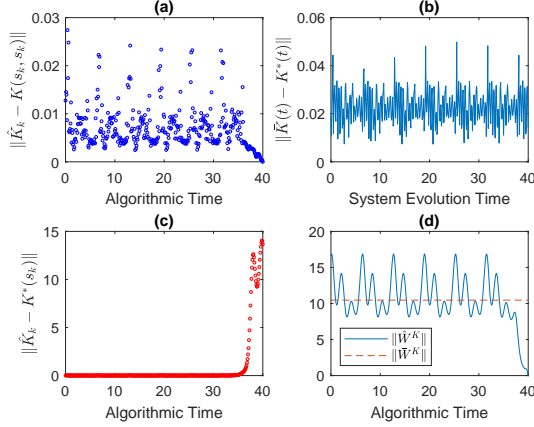 (a)
0.03
0.02
0.01
0
‖K̂ₖ − K(sₖ, sₖ)‖
0 10 20 30 40
Algorithmic Time
(b)
0.06
0.04
0.02
0
‖K̄(t) − K*(t)‖
0 10 20 30 40
System Evolution Time
(c)
15
10
5
0
‖K̂ₖ − K*(sₖ)‖
0 10 20 30 40
Algorithmic Time
(d)
20
15
10
5
0
‖Ŵᴷ‖
‖W̄ᴷ‖
0 10 20 30 40
Algorithmic Time